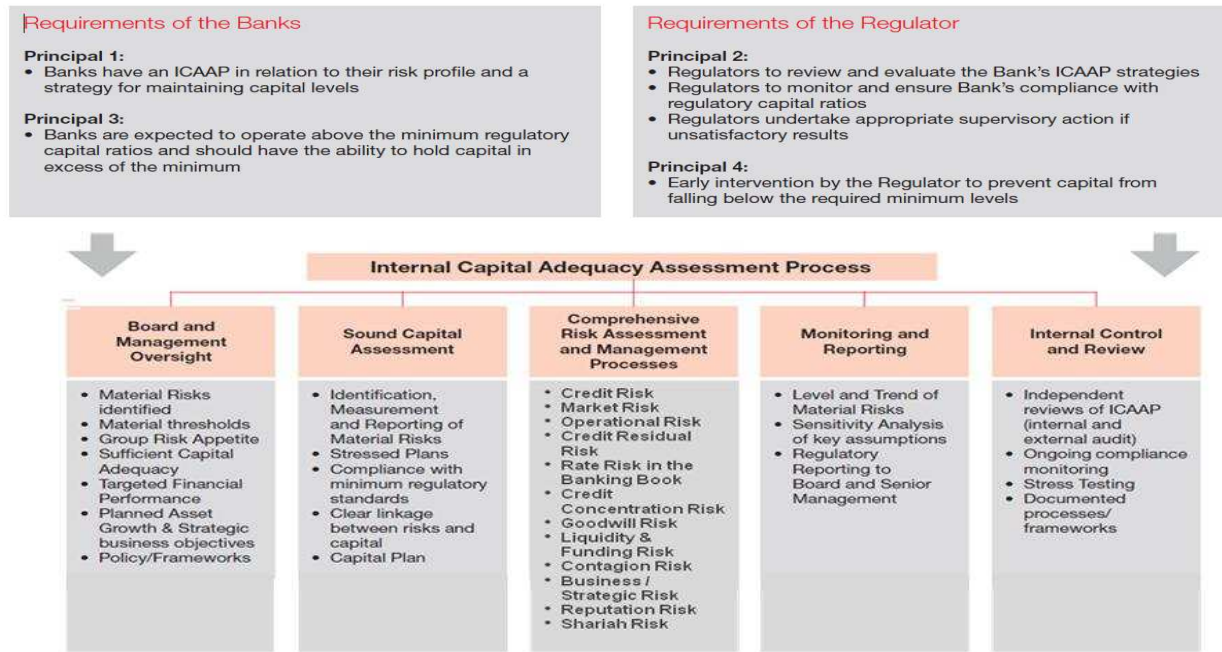 Requirements of the Banks
Principal 1:
• Banks have an ICAAP in relation to their risk profile and a
strategy for maintaining capital levels
Principal 3:
• Banks are expected to operate above the minimum regulatory
capital ratios and should have the ability to hold capital in
excess of the minimum
Requirements of the Regulator
Principal 2:
• Regulators to review and evaluate the Bank's ICAAP strategies
• Regulators to monitor and ensure Bank's compliance with
regulatory capital ratios
• Regulators undertake appropriate supervisory action if
unsatisfactory results
Principal 4:
• Early intervention by the Regulator to prevent capital from
falling below the required minimum levels
Internal Capital Adequacy Assessment Process
Board and
Management
Oversight
• Material Risks
identified
• Material thresholds
• Group Risk Appetite
• Sufficient Capital
Adequacy
• Targeted Financial
Performance
• Planned Asset
Growth & Strategic
business objectives
• Policy/Frameworks
Sound Capital
Assessment
• Identification,
Measurement
and Reporting of
Material Risks
• Stressed Plans
• Compliance with
minimum regulatory
standards
• Clear linkage
between risks and
capital
• Capital Plan
Comprehensive
Risk Assessment
and Management
Processes
• Credit Risk
• Market Risk
• Operational Risk
• Credit Residual
Risk
• Rate Risk in the
Banking Book
• Credit
Concentration Risk
• Goodwill Risk
• Liquidity &
Funding Risk
• Contagion Risk
• Business /
Strategic Risk
• Reputation Risk
• Shariah Risk
Monitoring and
Reporting
• Level and Trend of
Material Risks
• Sensitivity Analysis
of key assumptions
• Regulatory
Reporting to
Board and Senior
Management
Internal Control
and Review
• Independent
reviews of ICAAP
(internal and
external audit)
• Ongoing compliance
monitoring
• Stress Testing
• Documented
processes/
frameworks